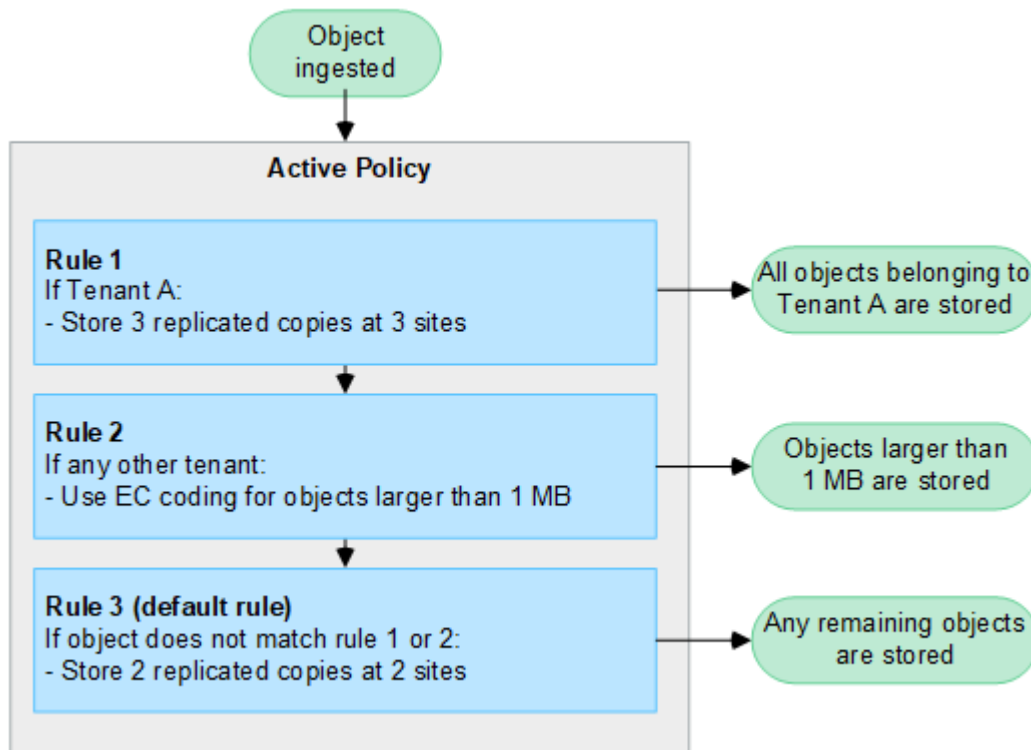 Object
ingested
Active Policy
Rule 1
If Tenant A:
- Store 3 replicated copies at 3 sites
All objects belonging to
Tenant A are stored
Rule 2
If any other tenant:
- Use EC coding for objects larger than 1 MB
Objects larger than
1 MB are stored
Rule 3 (default rule)
If object does not match rule 1 or 2:
- Store 2 replicated copies at 2 sites
Any remaining objects
are stored